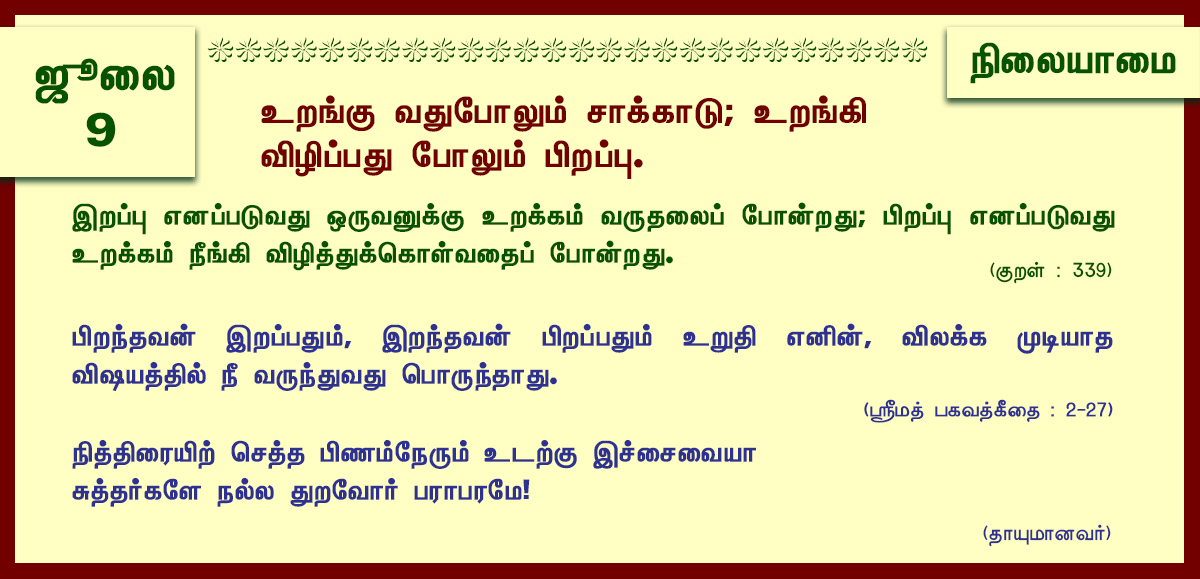 ஜூலை
9
நிலையாமை
உறங்கு வதுபோலும் சாக்காடு; உறங்கி
விழிப்பது போலும் பிறப்பு.
இறப்பு எனப்படுவது ஒருவனுக்கு உறக்கம் வருதலைப் போன்றது; பிறப்பு எனப்படுவது
உறக்கம் நீங்கி விழித்துக்கொள்வதைப் போன்றது.
(குறள் : 339)
பிறந்தவன் இறப்பதும், இறந்தவன் பிறப்பதும் உறுதி எனின், விலக்க முடியாத
விஷயத்தில் நீ வருந்துவது பொருந்தாது.
(ஸ்ரீமத் பகவத்கீதை : 2-27)
நித்திரையிற் செத்த பிணம்நேரும் உடற்கு இச்சைவையா
சுத்தர்களே நல்ல துறவோர் பராபரமே!
(தாயுமானவர்)